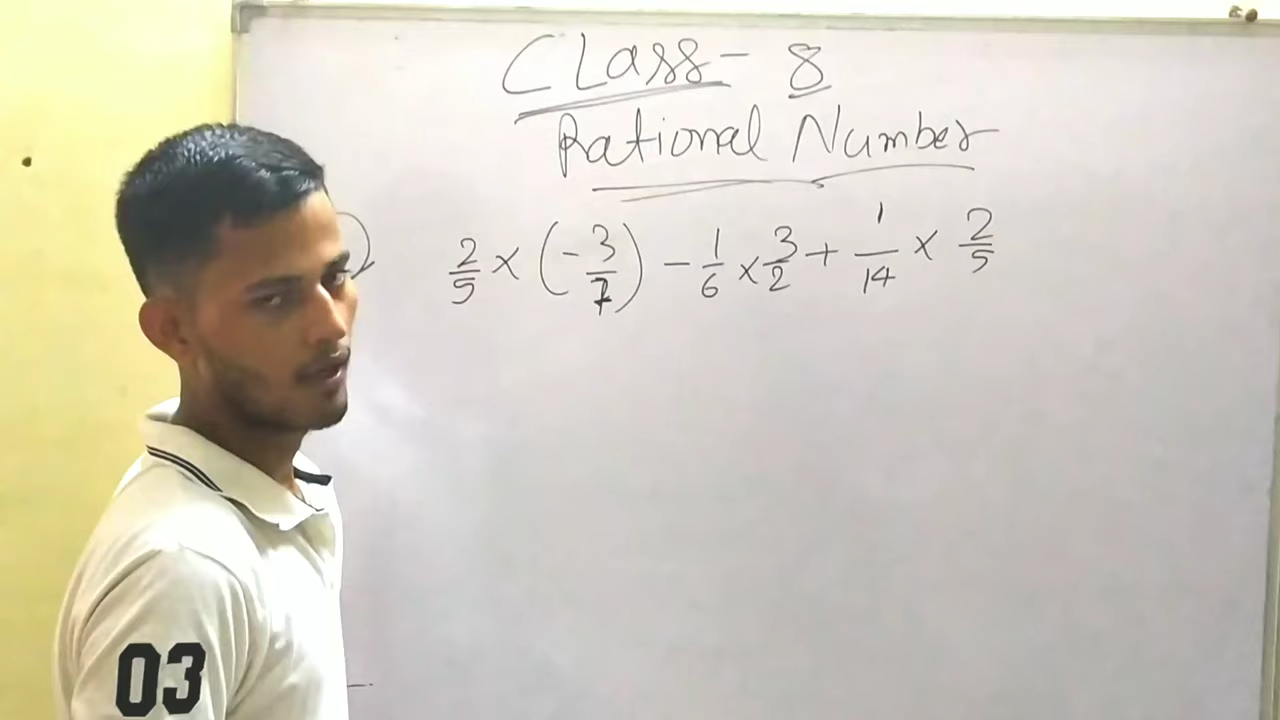 CLass- 8
Rational Number
2/5 × (-3/7) - 1/6 × 3/2 + 1/14 × 2/5
03